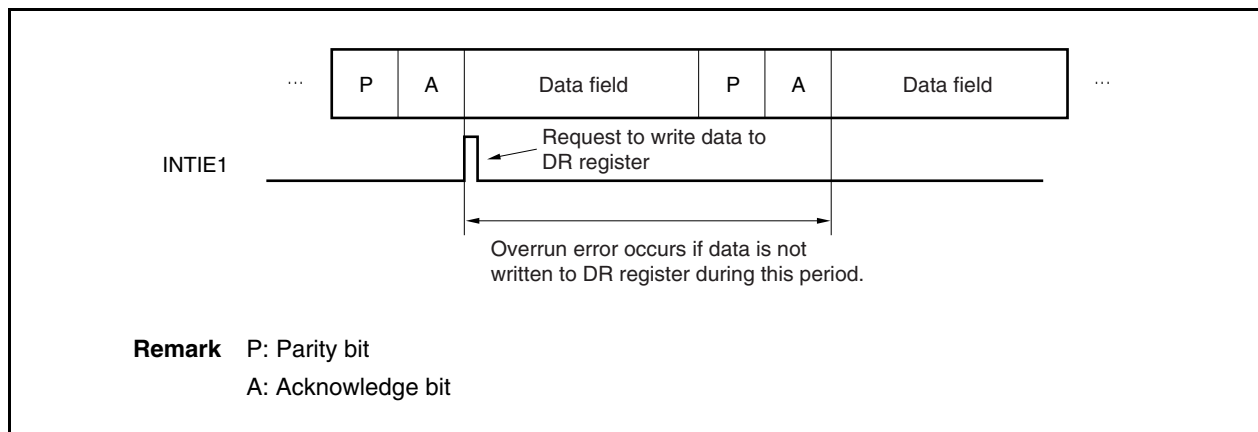 ... P A Data field P A Data field ...
INTIE1
Request to write data to
DR register
Overrun error occurs if data is not
written to DR register during this period.
Remark P: Parity bit
A: Acknowledge bit